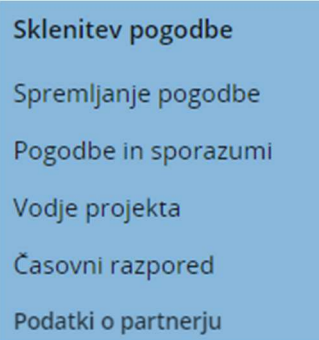 Sklenitev pogodbe
Spremljanje pogodbe
Pogodbe in sporazumi
Vodje projekta
Časovni razpored
Podatki o partnerju